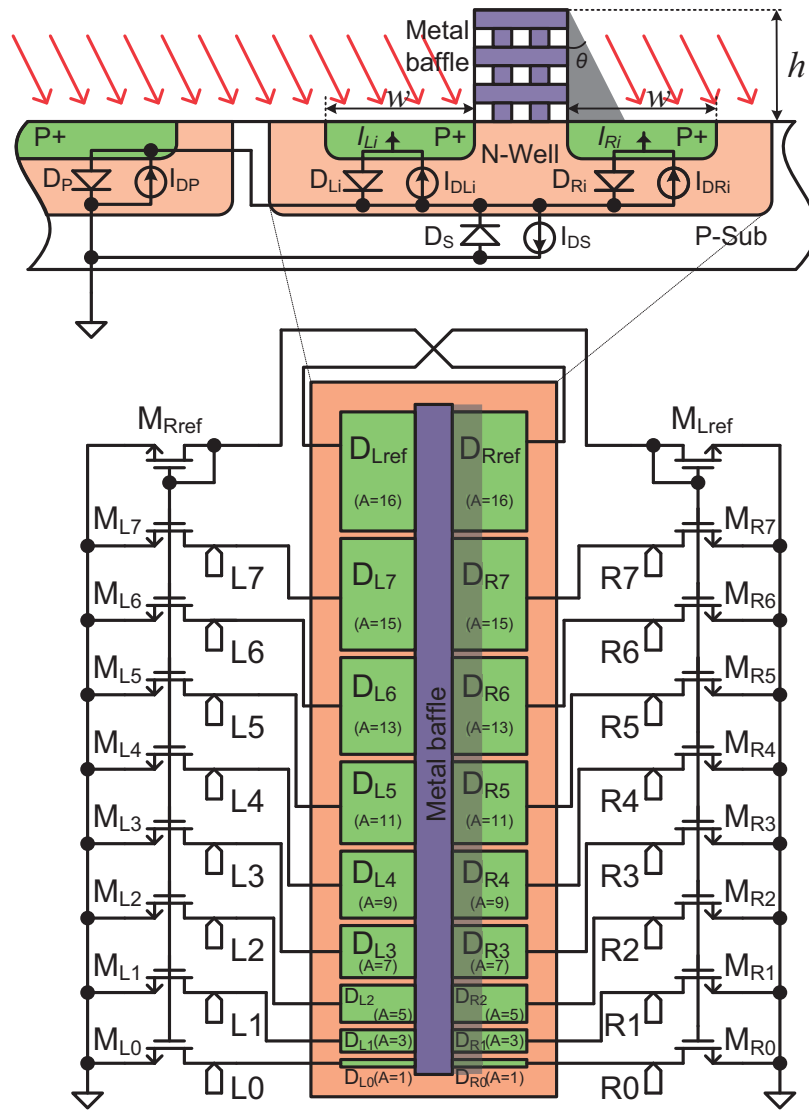 Metal
baffle
θ
h
w
w
P+
I_Li
P+
I_Ri
P+
N-Well
D_P
I_DP
D_Li
I_DLi
D_Ri
I_DRi
D_S
I_DS
P-Sub
M_Rref
M_Lref
D_Lref
(A=16)
D_Rref
(A=16)
M_L7
L7
D_L7
(A=15)
D_R7
(A=15)
R7
M_R7
M_L6
L6
D_L6
(A=13)
D_R6
(A=13)
R6
M_R6
M_L5
L5
D_L5
(A=11)
D_R5
(A=11)
R5
M_R5
Metal baffle
M_L4
L4
D_L4
(A=9)
D_R4
(A=9)
R4
M_R4
M_L3
L3
D_L3
(A=7)
D_R3
(A=7)
R3
M_R3
M_L2
L2
D_L2
(A=5)
D_R2
(A=5)
R2
M_R2
M_L1
L1
D_L1(A=3)
D_R1(A=3)
R1
M_R1
M_L0
L0
D_L0(A=1)
D_R0(A=1)
R0
M_R0